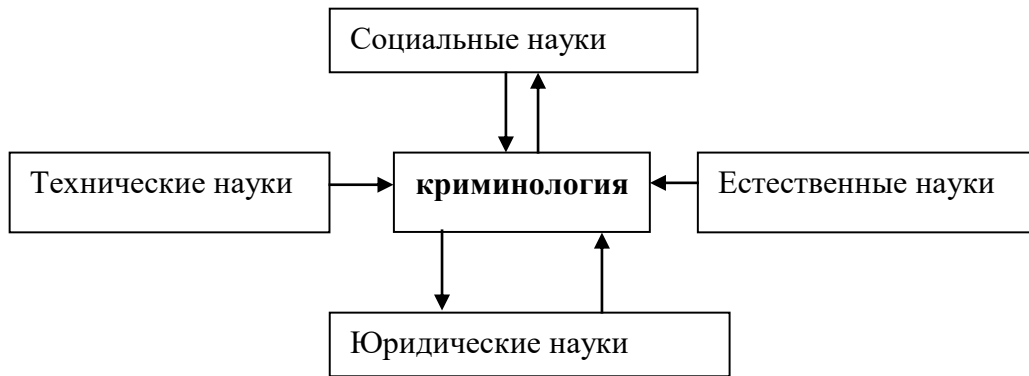 Социальные науки
Технические науки
криминология
Естественные науки
Юридические науки